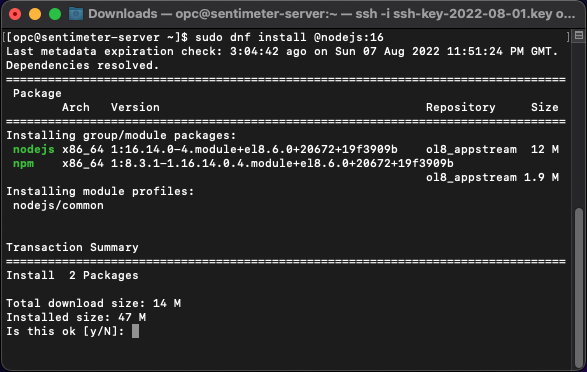 Downloads — opc@sentimeter-server:~ — ssh -i ssh-key-2022-08-01.key o...
[[opc@sentimeter-server ~]$ sudo dnf install @nodejs:16 ]
Last metadata expiration check: 3:04:42 ago on Sun 07 Aug 2022 11:51:24 PM GMT.
Dependencies resolved.
================================================================================
Package
Arch Version Repository Size
================================================================================
Installing group/module packages:
nodejs x86_64 1:16.14.0-4.module+el8.6.0+20672+19f3909b ol8_appstream 12 M
npm x86_64 1:8.3.1-1.16.14.0.4.module+el8.6.0+20672+19f3909b
ol8_appstream 1.9 M
Installing module profiles:
nodejs/common
Transaction Summary
================================================================================
Install 2 Packages
Total download size: 14 M
Installed size: 47 M
Is this ok [y/N]: